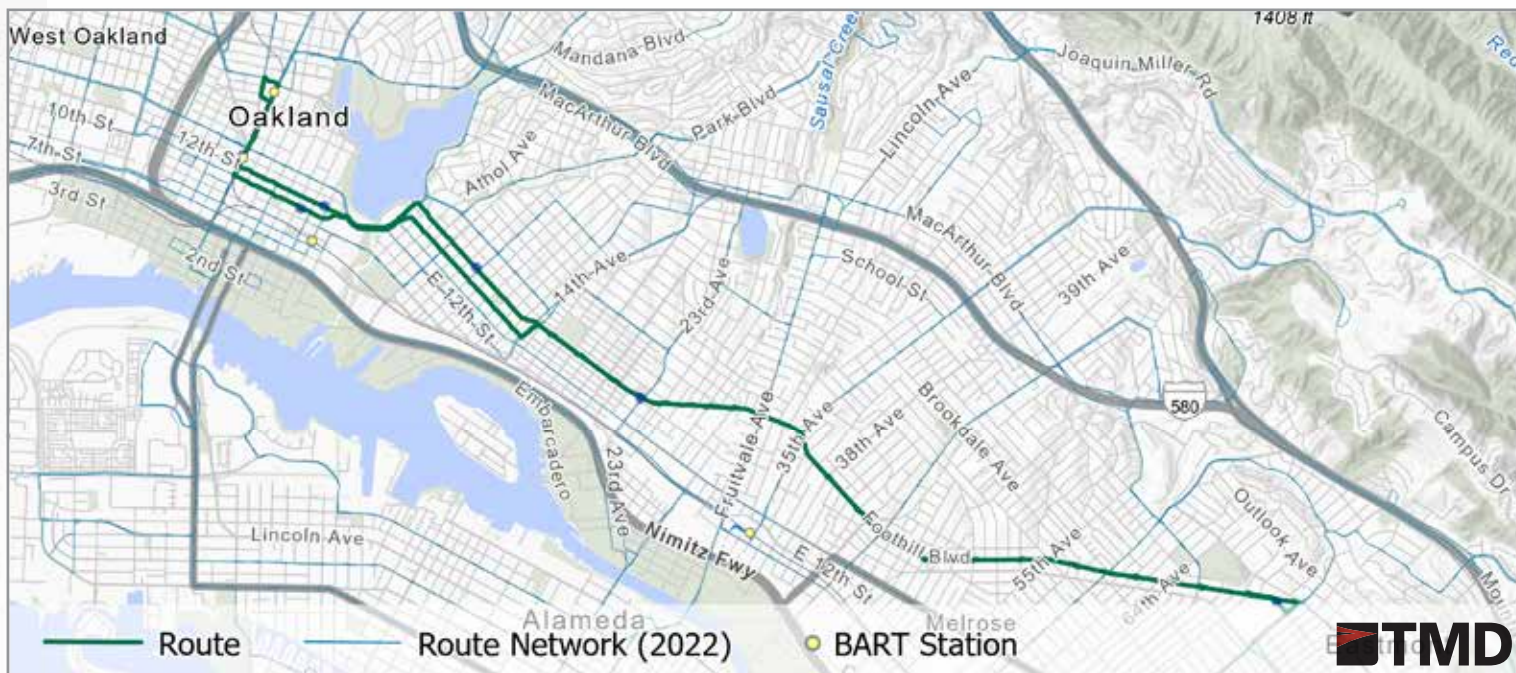 1408 ft
West Oakland
Mandana Blvd
Sausal Creek
Joaquin Miller Rd
Red
10th St
Oakland
MacArthur Blvd
Park Blvd
Lincoln Ave
7th St
12th St
Athol Ave
3rd St
MacArthur Blvd
39th Ave
2nd St
E 12th St
14th Ave
23rd Ave
School St
580
Embarcadero
Fruitvale Ave
35th Ave
38th Ave
Brookdale Ave
Campus Dr
23rd Ave
Lincoln Ave
Nimitz Fwy
Foothill Blvd
Outlook Ave
E 12th St
55th Ave
64th Ave
Alameda
Melrose
Route
Route Network (2022)
BART Station
TMD